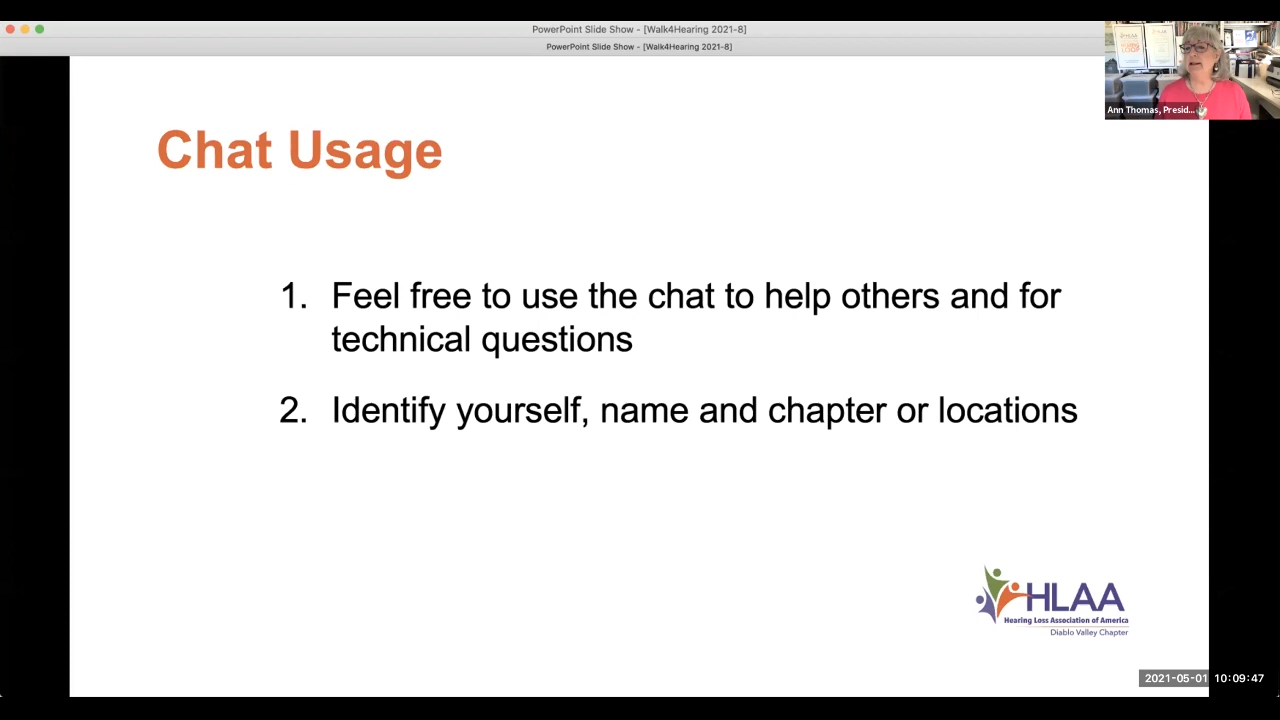 PowerPoint Slide Show - [Walk4Hearing 2021-8]
PowerPoint Slide Show - [Walk4Hearing 2021-8]
Ann Thomas, Presid...
Chat Usage
1. Feel free to use the chat to help others and for
technical questions
2. Identify yourself, name and chapter or locations
HLAA
Hearing Loss Association of America
Diablo Valley Chapter
2021-05-01 10:09:47